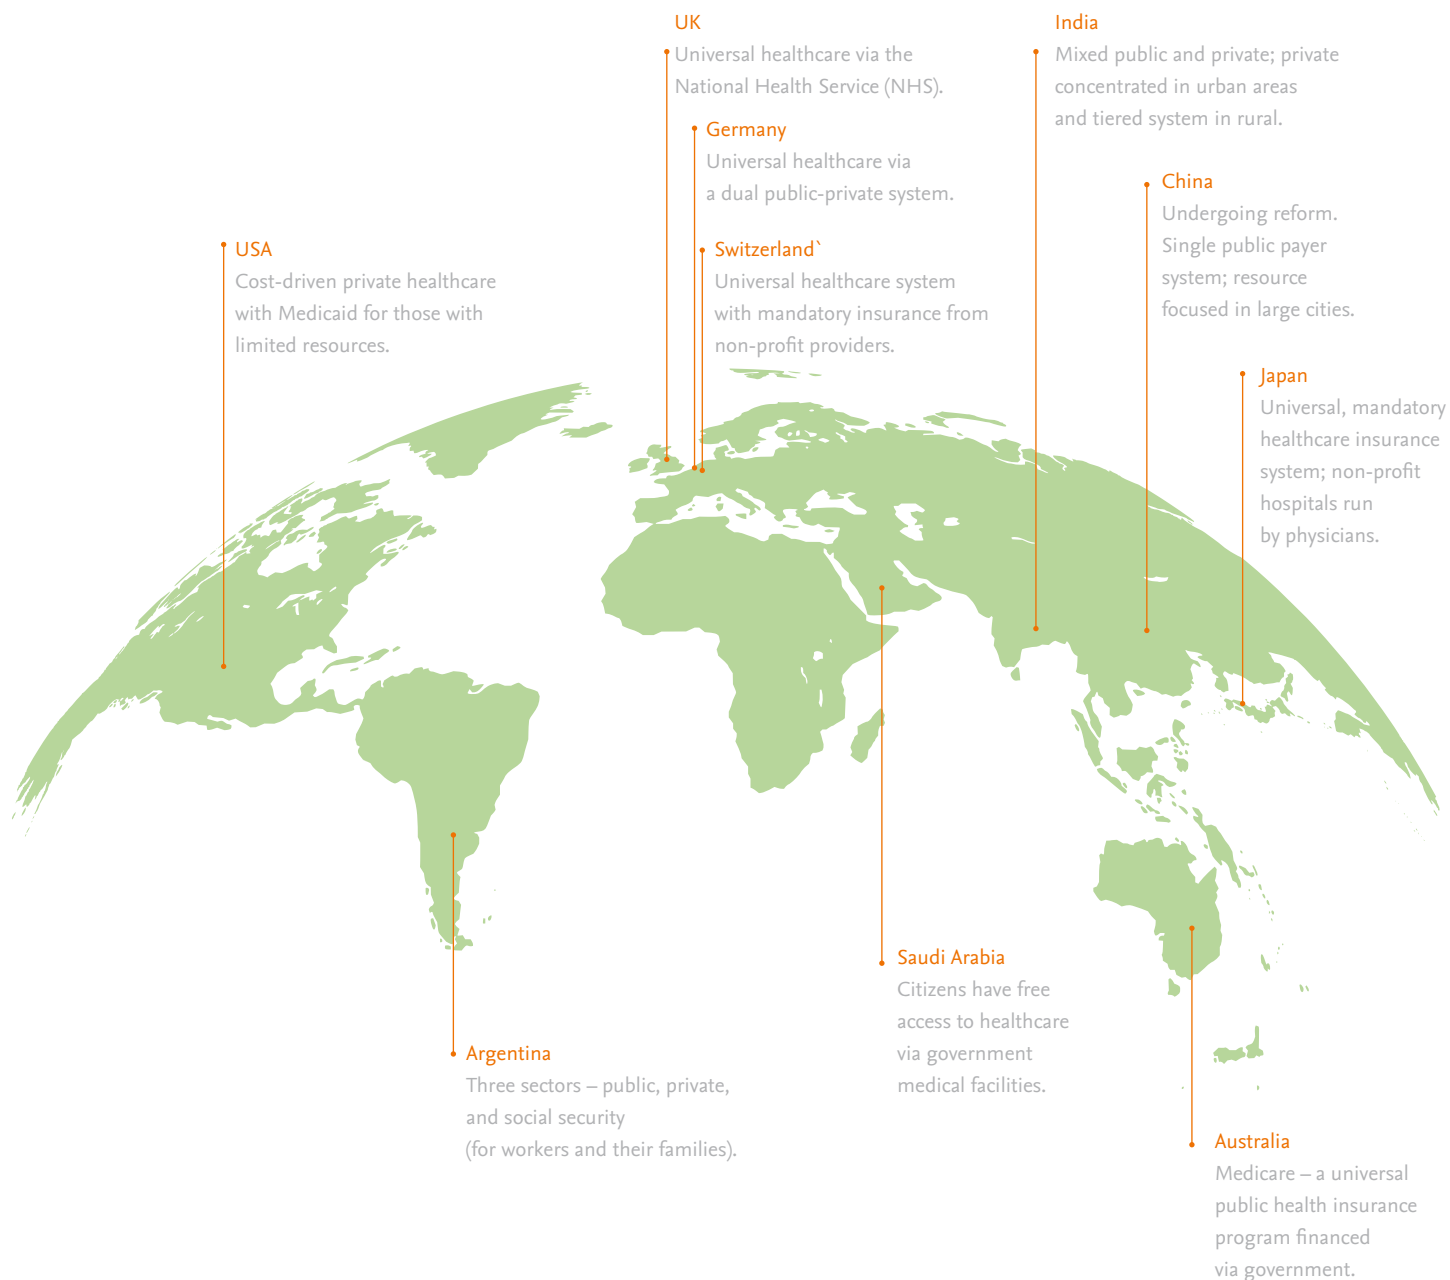 UK
Universal healthcare via the
National Health Service (NHS).
India
Mixed public and private; private
concentrated in urban areas
and tiered system in rural.
Germany
Universal healthcare via
a dual public-private system.
China
Undergoing reform.
Single public payer
system; resource
focused in large cities.
USA
Cost-driven private healthcare
with Medicaid for those with
limited resources.
Switzerland`
Universal healthcare system
with mandatory insurance from
non-profit providers.
Japan
Universal, mandatory
healthcare insurance
system; non-profit
hospitals run
by physicians.
Saudi Arabia
Citizens have free
access to healthcare
via government
medical facilities.
Argentina
Three sectors – public, private,
and social security
(for workers and their families).
Australia
Medicare – a universal
public health insurance
program financed
via government.